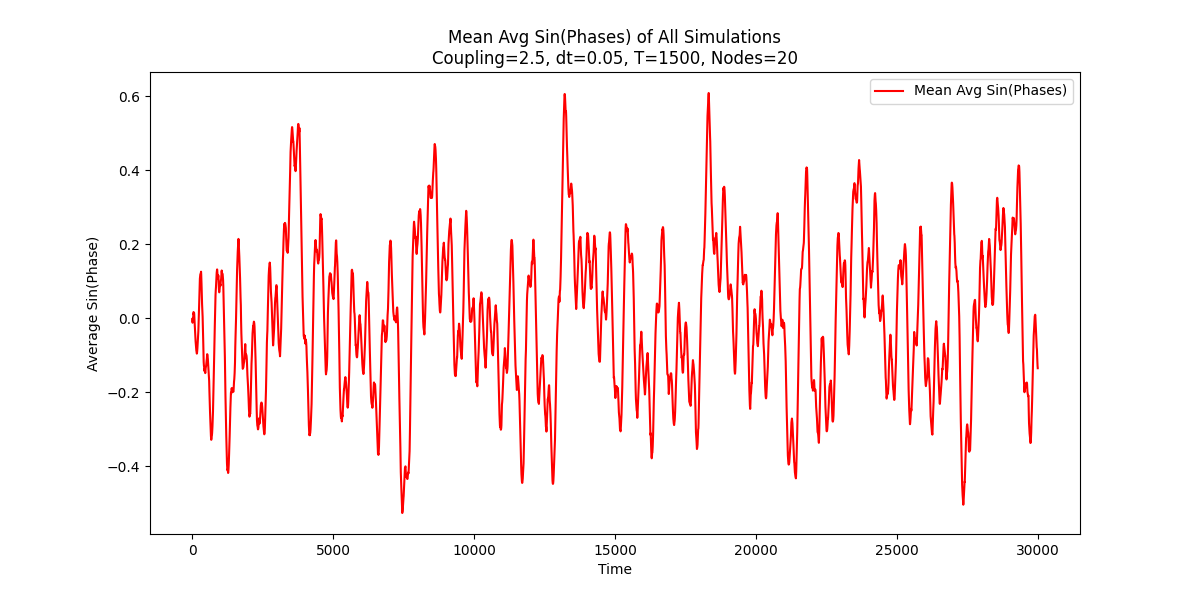 Mean Avg Sin(Phases) of All Simulations
Coupling=2.5, dt=0.05, T=1500, Nodes=20
Mean Avg Sin(Phases)
Average Sin(Phase)
0.6
0.4
0.2
0.0
−0.2
−0.4
0 5000 10000 15000 20000 25000 30000
Time